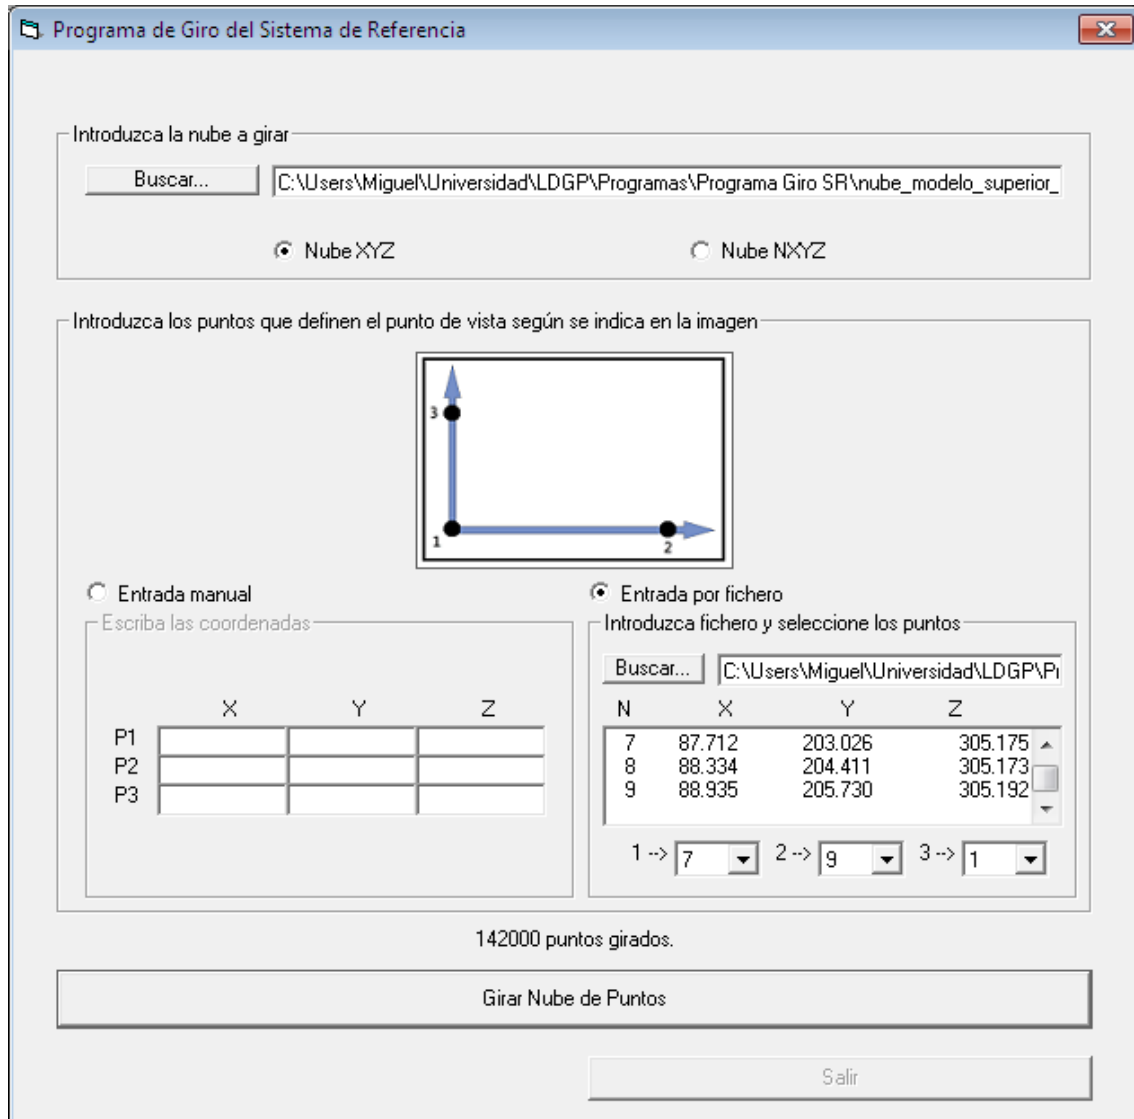 Programa de Giro del Sistema de Referencia
Introduzca la nube a girar
Buscar... C:\Users\Miguel\Universidad\LDGP\Programas\Programa Giro SR\nube_modelo_superior_
Nube XYZ Nube NXYZ
Introduzca los puntos que definen el punto de vista según se indica en la imagen
3
1
2
Entrada manual
Escriba las coordenadas
X Y Z
P1
P2
P3
Entrada por fichero
Introduzca fichero y seleccione los puntos
Buscar... C:\Users\Miguel\Universidad\LDGP\Pr
N X Y Z
7 87.712 203.026 305.175
8 88.334 204.411 305.173
9 88.935 205.730 305.192
1 --> 7 2 --> 9 3 --> 1
142000 puntos girados.
Girar Nube de Puntos
Salir